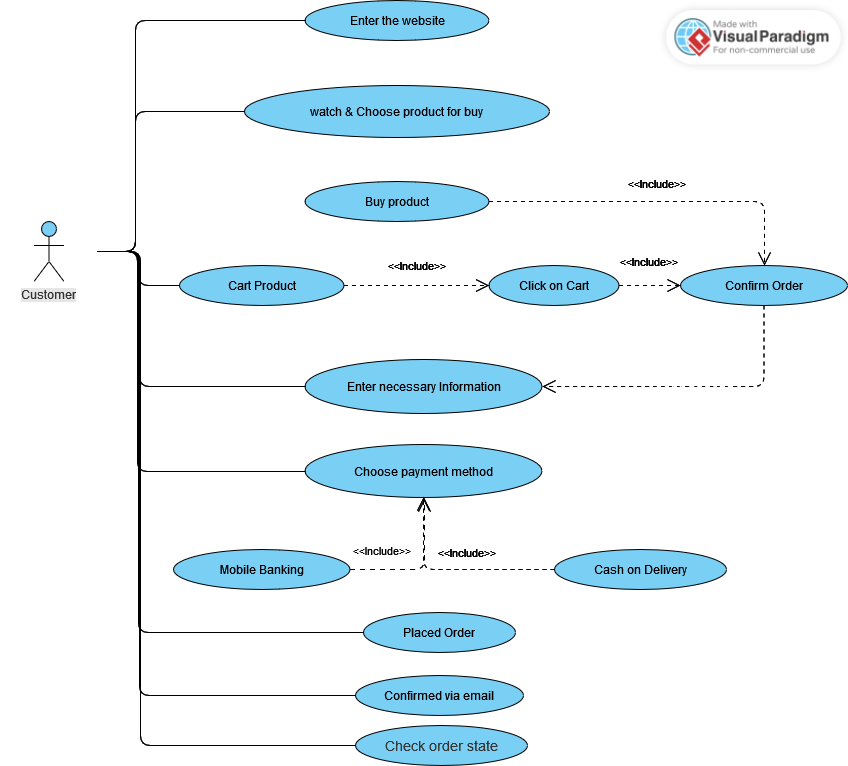 Enter the website
Made with
Visual Paradigm
For non-commercial use
watch & Choose product for buy
<<Include>>
Buy product
<<Include>>
<<Include>>
Cart Product
Click on Cart
Confirm Order
Customer
Enter necessary Information
Choose payment method
<<Include>>
<<Include>>
Mobile Banking
Cash on Delivery
Placed Order
Confirmed via email
Check order state